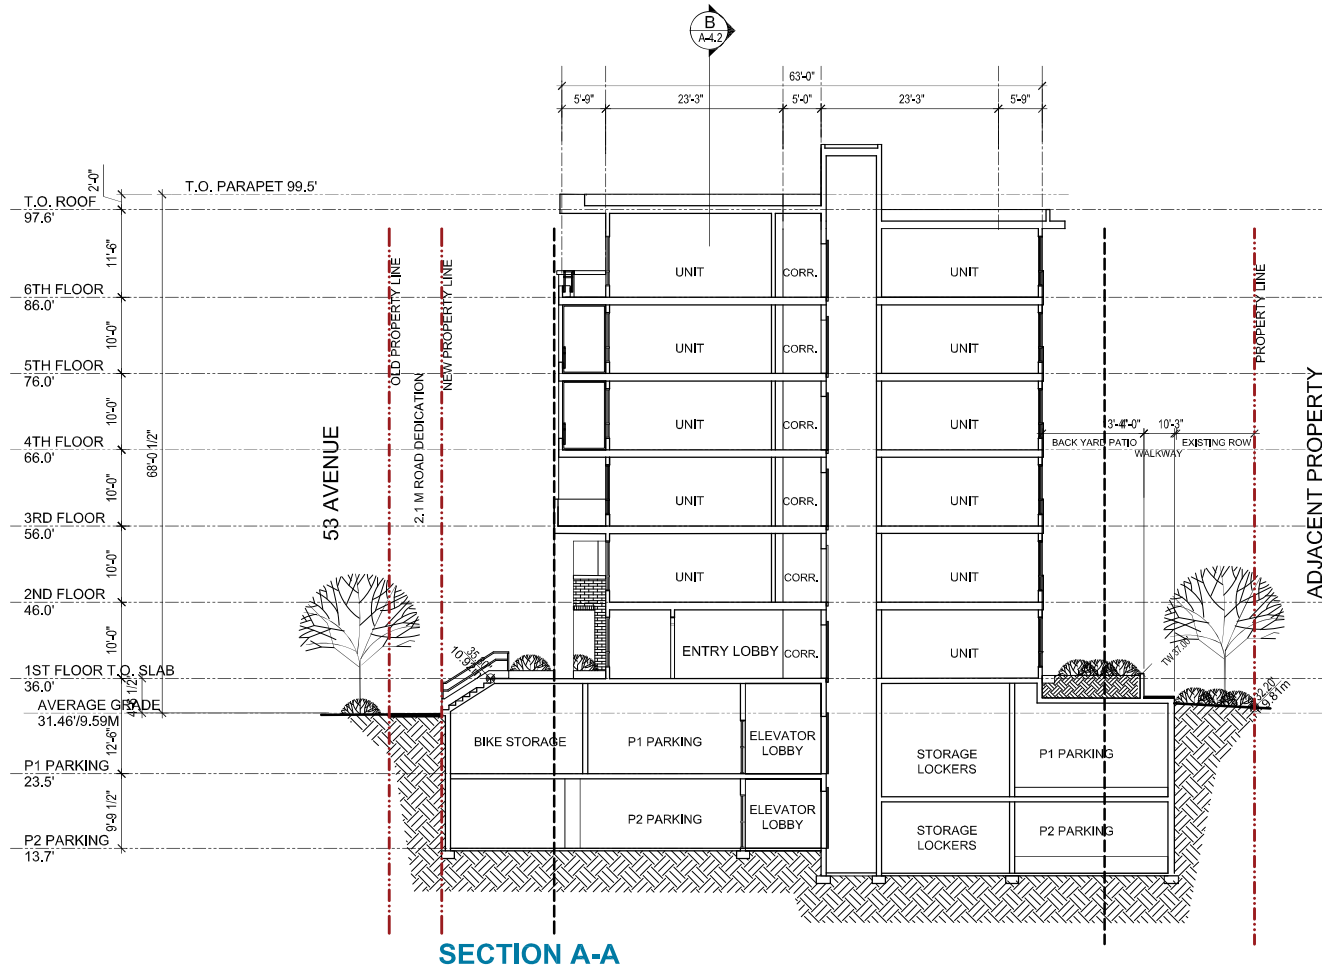 B
A-4.2
63'-0"
5'-9"
23'-3"
5'-0"
23'-3"
5'-9"
2'-0"
T.O. PARAPET 99.5'
T.O. ROOF
97.6'
11'-6"
6TH FLOOR
86.0'
10'-0"
5TH FLOOR
76.0'
10'-0"
4TH FLOOR
66.0'
10'-0"
3RD FLOOR
56.0'
10'-0"
2ND FLOOR
46.0'
10'-0"
1ST FLOOR T.O. SLAB
36.0'
AVERAGE GRADE
31.46'/9.59M
12'-6"
P1 PARKING
23.5'
9'-9 1/2"
P2 PARKING
13.7'
68'-0 1/2"
53 AVENUE
OLD PROPERTY LINE
2.1 M ROAD DEDICATION
NEW PROPERTY LINE
UNIT
CORR.
UNIT
UNIT
CORR.
UNIT
UNIT
CORR.
UNIT
UNIT
CORR.
UNIT
UNIT
CORR.
UNIT
ENTRY LOBBY
CORR.
UNIT
BIKE STORAGE
P1 PARKING
ELEVATOR
LOBBY
STORAGE
LOCKERS
P1 PARKING
P2 PARKING
ELEVATOR
LOBBY
STORAGE
LOCKERS
P2 PARKING
10'-3"
BACK YARD PATIO
WALKWAY
EXISTING ROW
PROPERTY LINE
ADJACENT PROPERTY
9.81m
SECTION A-A